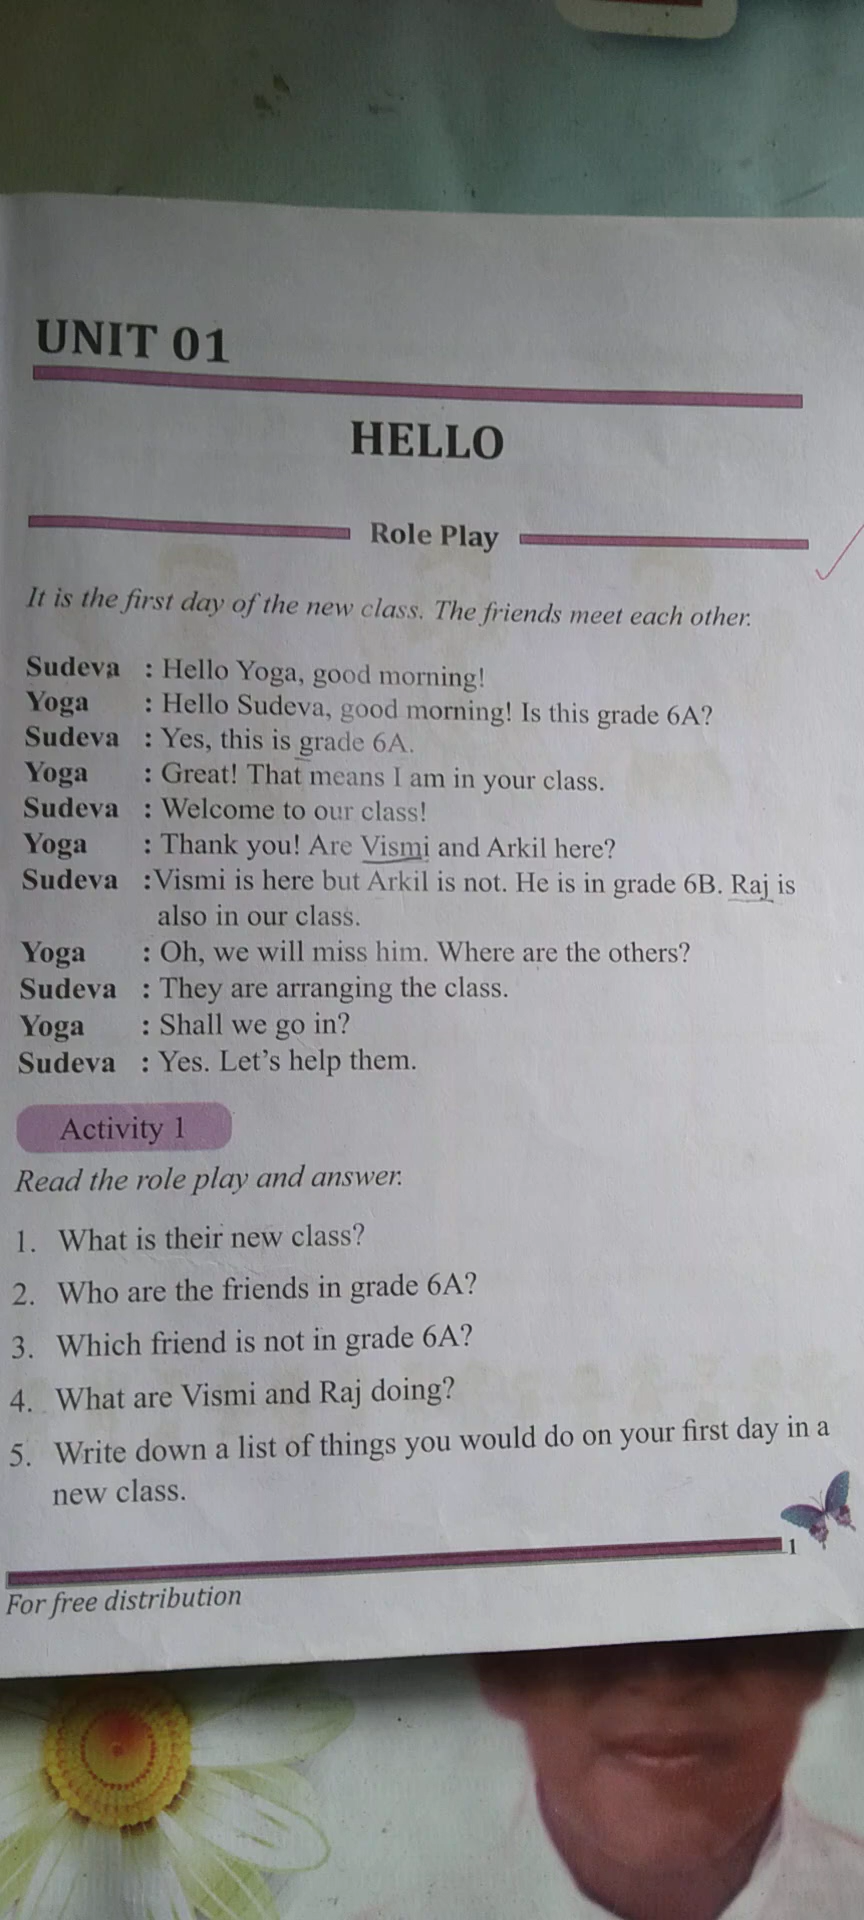 UNIT 01
HELLO
Role Play
It is the first day of the new class. The friends meet each other.
Sudeva : Hello Yoga, good morning!
Yoga : Hello Sudeva, good morning! Is this grade 6A?
Sudeva : Yes, this is grade 6A.
Yoga : Great! That means I am in your class.
Sudeva : Welcome to our class!
Yoga : Thank you! Are Vismi and Arkil here?
Sudeva :Vismi is here but Arkil is not. He is in grade 6B. Raj is
also in our class.
Yoga : Oh, we will miss him. Where are the others?
Sudeva : They are arranging the class.
Yoga : Shall we go in?
Sudeva : Yes. Let's help them.
Activity 1
Read the role play and answer.
1. What is their new class?
2. Who are the friends in grade 6A?
3. Which friend is not in grade 6A?
4. What are Vismi and Raj doing?
5. Write down a list of things you would do on your first day in a
new class.
1
For free distribution